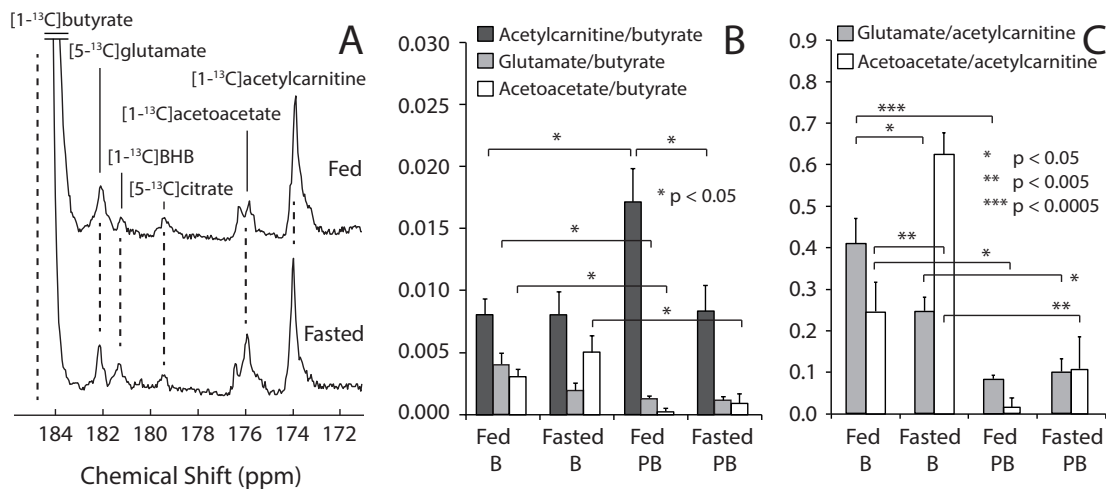 A
[1-¹³C]butyrate
[5-¹³C]glutamate
[1-¹³C]acetylcarnitine
[1-¹³C]acetoacetate
[1-¹³C]BHB
[5-¹³C]citrate
Fed
Fasted
184 182 180 178 176 174 172
Chemical Shift (ppm)
B
Acetylcarnitine/butyrate
Glutamate/butyrate
Acetoacetate/butyrate
0.030
0.025
0.020
0.015
0.010
0.005
0.000
* *
* p < 0.05
*
*
*
Fed Fasted Fed Fasted
B B PB PB
C
Glutamate/acetylcarnitine
Acetoacetate/acetylcarnitine
0.9
0.8
0.7
0.6
0.5
0.4
0.3
0.2
0.1
0.0
***
*
* p < 0.05
** p < 0.005
*** p < 0.0005
**
*
*
**
Fed Fasted Fed Fasted
B B PB PB